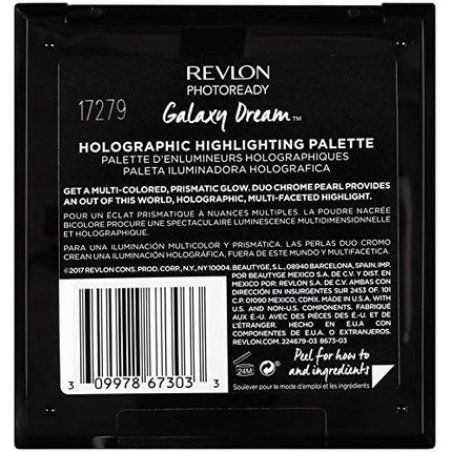 REVLON
PHOTOREADY
17279
Galaxy Dream™
HOLOGRAPHIC HIGHLIGHTING PALETTE
PALETTE D'ENLUMINEURS HOLOGRAPHIQUES
PALETA ILUMINADORA HOLOGRAFICA
GET A MULTI-COLORED, PRISMATIC GLOW. DUO CHROME PEARL PROVIDES
AN OUT OF THIS WORLD, HOLOGRAPHIC, MULTI-FACETED HIGHLIGHT.
POUR UN ÉCLAT PRISMATIQUE A NUANCES MULTIPLES. LA POUDRE NACRÉE
BICOLORE PROCURE UNE SPECTACULAIRE LUMINESCENCE MULTIDIMENSIONNELLE
ET HOLOGRAPHIQUE.
PARA UNA ILUMINACIÓN MULTICOLOR Y PRISMÁTICA. LAS PERLAS DUO CROMO
CREAN UNA ILUMINACIÓN HOLOGRÁFICA, FUERA DE ESTE MUNDO Y MULTIFACÉTICA.
©2017 REVLON CONS. PROD. CORP., NY, NY 10004. BEAUTYGE, S.L., 08940 BARCELONA, SPAIN. IMP.
EN MÉXICO: BEAUTYGE MEXICO S.A. DE C.V. Y DIST. EN
MEXICO: REVLON S.A. DE C.V. AMBAS CON
DIRECCION EN INSURGENTES SUR 2453 OF. 101
C.P. 01090 MEXICO, CDMX. MADE IN U.S.A. WITH
U.S. AND NON-U.S. COMPONENTS. FABRIQUÉ
AUX É.-U. AVEC DES PIÈCES DES É.-U. ET DE
L'ÉTRANGER. HECHO EN E.U.A CON
COMPONENTES DE E.U.A. O EXTRANJERO.
REVLON.COM. 224679-03 8673-03
24M
Peel for how to
and ingredients
Soulever pour le mode d'emploi et les ingrédients
3 09978 67303 3